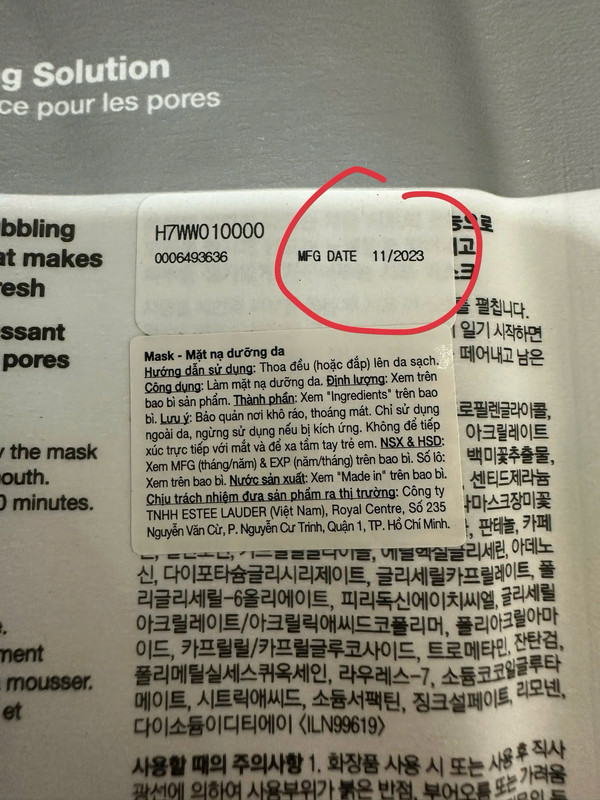 g Solution
ce pour les pores
bbling
at makes
resh
ssant
pores
y the mask
outh.
0 minutes.
e.
ment
mousser.
et
H7WW010000
0006493636
MFG DATE 11/2023
Mask - Mặt nạ dưỡng da
Hướng dẫn sử dụng: Thoa đều (hoặc đắp) lên da sạch.
Công dụng: Làm mặt nạ dưỡng da. Định lượng: Xem trên
bao bì sản phẩm. Thành phần: Xem "Ingredients" trên bao
bì. Lưu ý: Bảo quản nơi khô ráo, thoáng mát. Chỉ sử dụng
ngoài da, ngừng sử dụng nếu bị kích ứng. Không để tiếp
xúc trực tiếp với mắt và để xa tầm tay trẻ em. NSX & HSD:
Xem MFG (tháng/năm) & EXP (năm/tháng) trên bao bì. Số lô:
Xem trên bao bì. Nước sản xuất: Xem "Made in" trên bao bì.
Chịu trách nhiệm đưa sản phẩm ra thị trường: Công ty
TNHH ESTEE LAUDER (Việt Nam), Royal Centre, Số 235
Nguyễn Văn Cừ, P. Nguyễn Cư Trinh, Quận 1, TP. Hồ Chí Minh.
펼칩니다.
일기 시작하면
떼어내고 남은
로필렌글라이콜,
아크릴레이트
백미꽃추출물,
센티드제라늄
다마스크장미꽃
판테놀, 카페
에틸헥실글리세린, 아데노
신, 다이포타슘글리시리제이트, 글리세릴카프릴레이트, 폴
리글리세릴-6올리에이트, 피리독신에이치씨엘, 글리세릴
아크릴레이트/아크릴릭애씨드코폴리머, 폴리아크릴아마
이드, 카프릴릴/카프릴글루코사이드, 트로메타민, 잔탄검,
폴리메틸실세스퀴옥세인, 라우레스-7, 소듐코코일글루타
메이트, 시트릭애씨드, 소듐서팩틴, 징크설페이트, 리모넨,
다이소듐이디티에이 〈ILN99619〉
사용할 때의 주의사항 1. 화장품 사용 시 또는 사용 후 직사
광선에 의하여 사용부위가 붉은 반점, 부어오름 또는 가려움